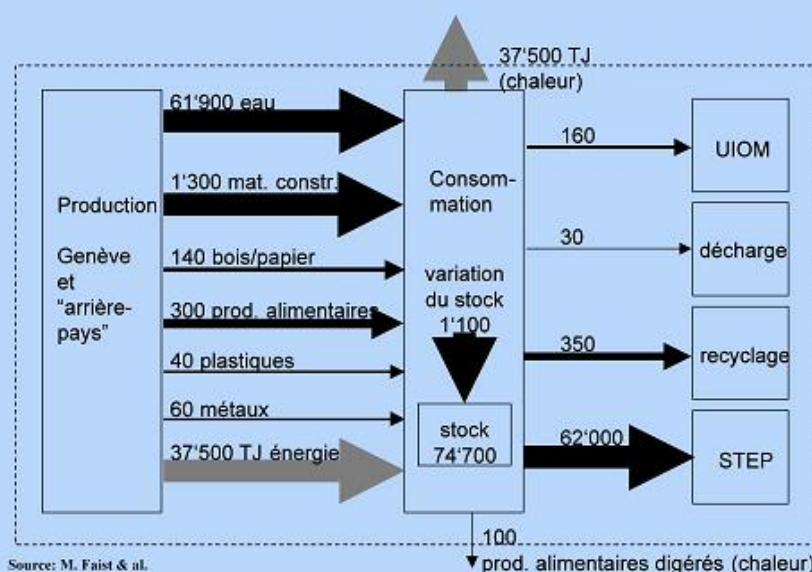 37'500 TJ
(chaleur)
61'900 eau
1'300 mat. constr.
Production
Genève
et
"arrière-
pays"
140 bois/papier
300 prod. alimentaires
40 plastiques
60 métaux
37'500 TJ énergie
Consom-
mation
variation
du stock
1'100
stock
74'700
160
UIOM
30
décharge
350
recyclage
62'000
STEP
100
prod. alimentaires digérés (chaleur)
Source: M. Faist & al.